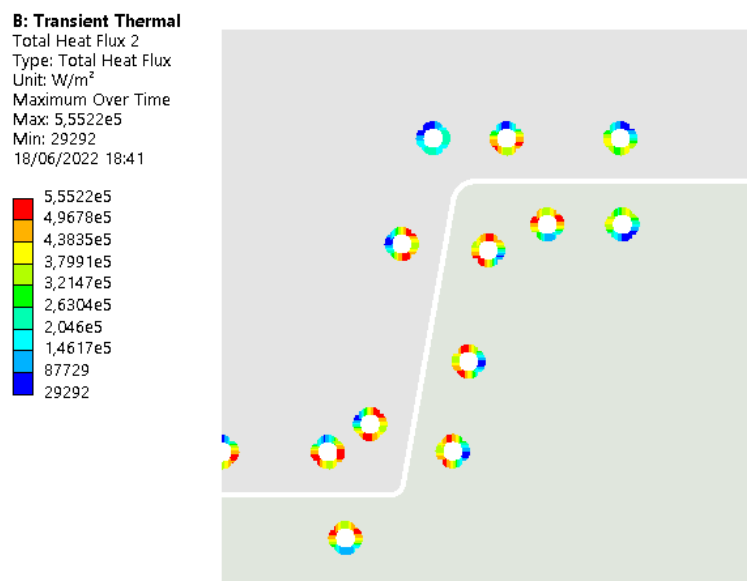 B: Transient Thermal
Total Heat Flux 2
Type: Total Heat Flux
Unit: W/m²
Maximum Over Time
Max: 5,5522e5
Min: 29292
18/06/2022 18:41
5,5522e5
4,9678e5
4,3835e5
3,7991e5
3,2147e5
2,6304e5
2,046e5
1,4617e5
87729
29292